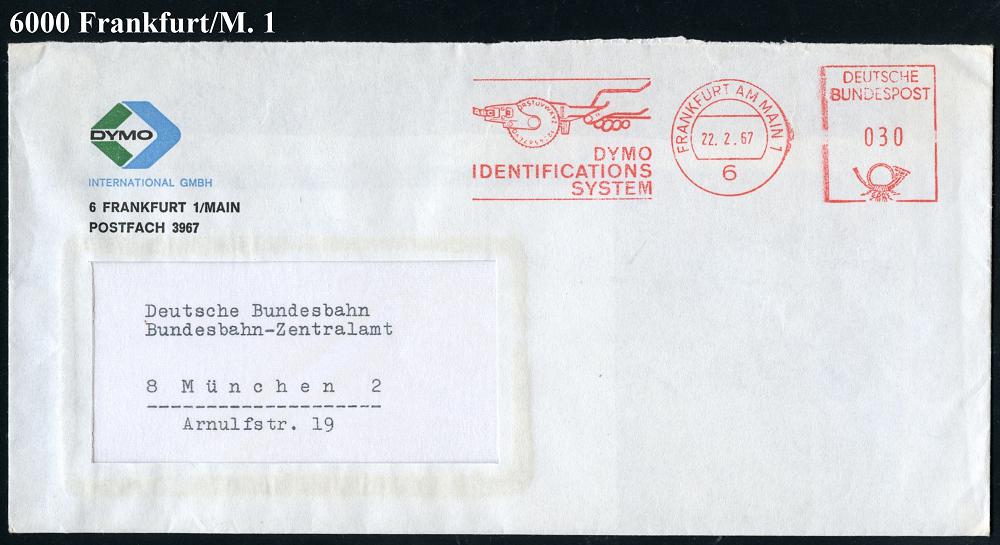 6000 Frankfurt/M. 1
DYMO
INTERNATIONAL GMBH
6 FRANKFURT 1/MAIN
POSTFACH 3967
DYMO
IDENTIFICATIONS
SYSTEM
FRANKFURT AM MAIN 1
22. 2. 67
6
DEUTSCHE
BUNDESPOST
030
Deutsche Bundesbahn
Bundesbahn-Zentralamt
8 München 2
Arnulfstr. 19